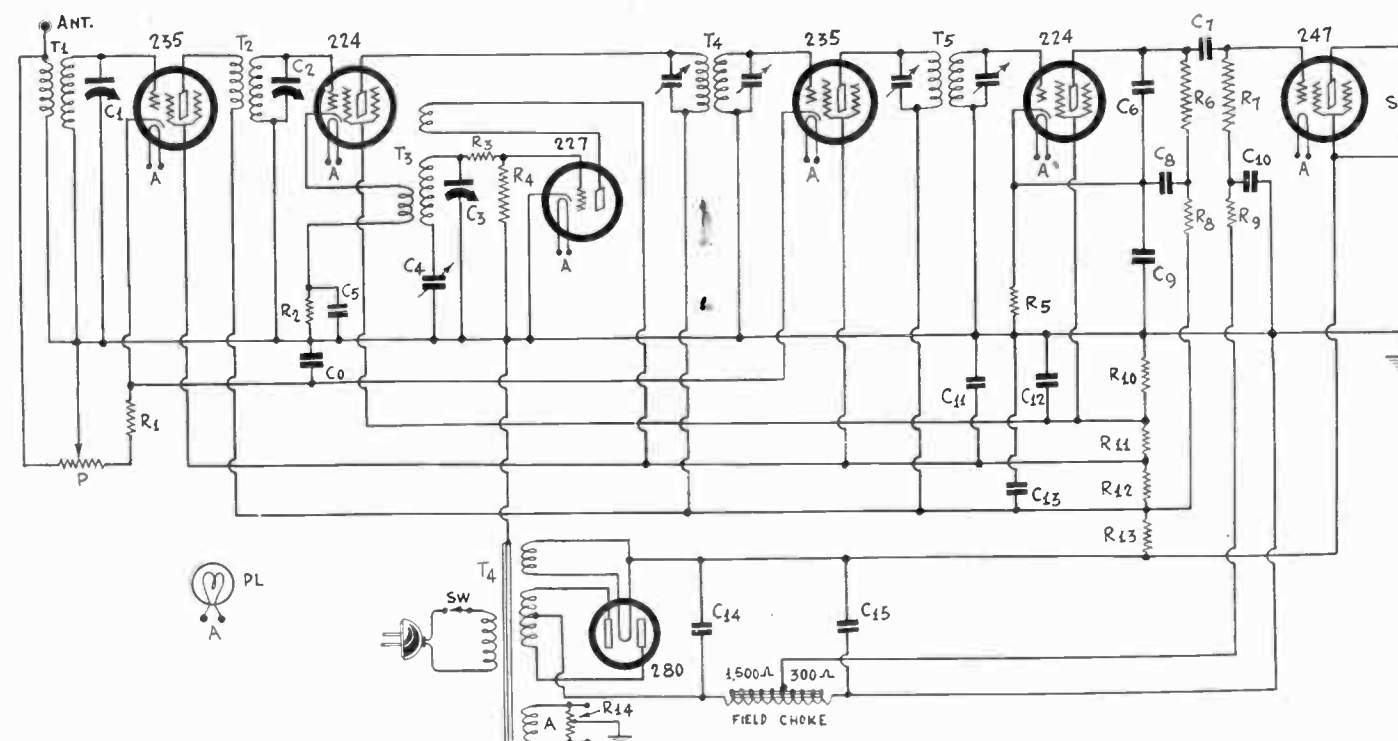 ANT.
T1
235
T2
224
T4
235
T5
224
C7
247
C1
C2
C6
R6
R7
S
T3
R3
227
R4
C3
C8
C10
A
A
A
A
A
A
R8
R9
C4
C5
R2
R5
C9
C0
R10
R1
C11
C12
R11
P
R12
C13
R13
PL
A
T4
SW
C14
C15
280
1,500Ω
300Ω
FIELD CHOKE
A
R14